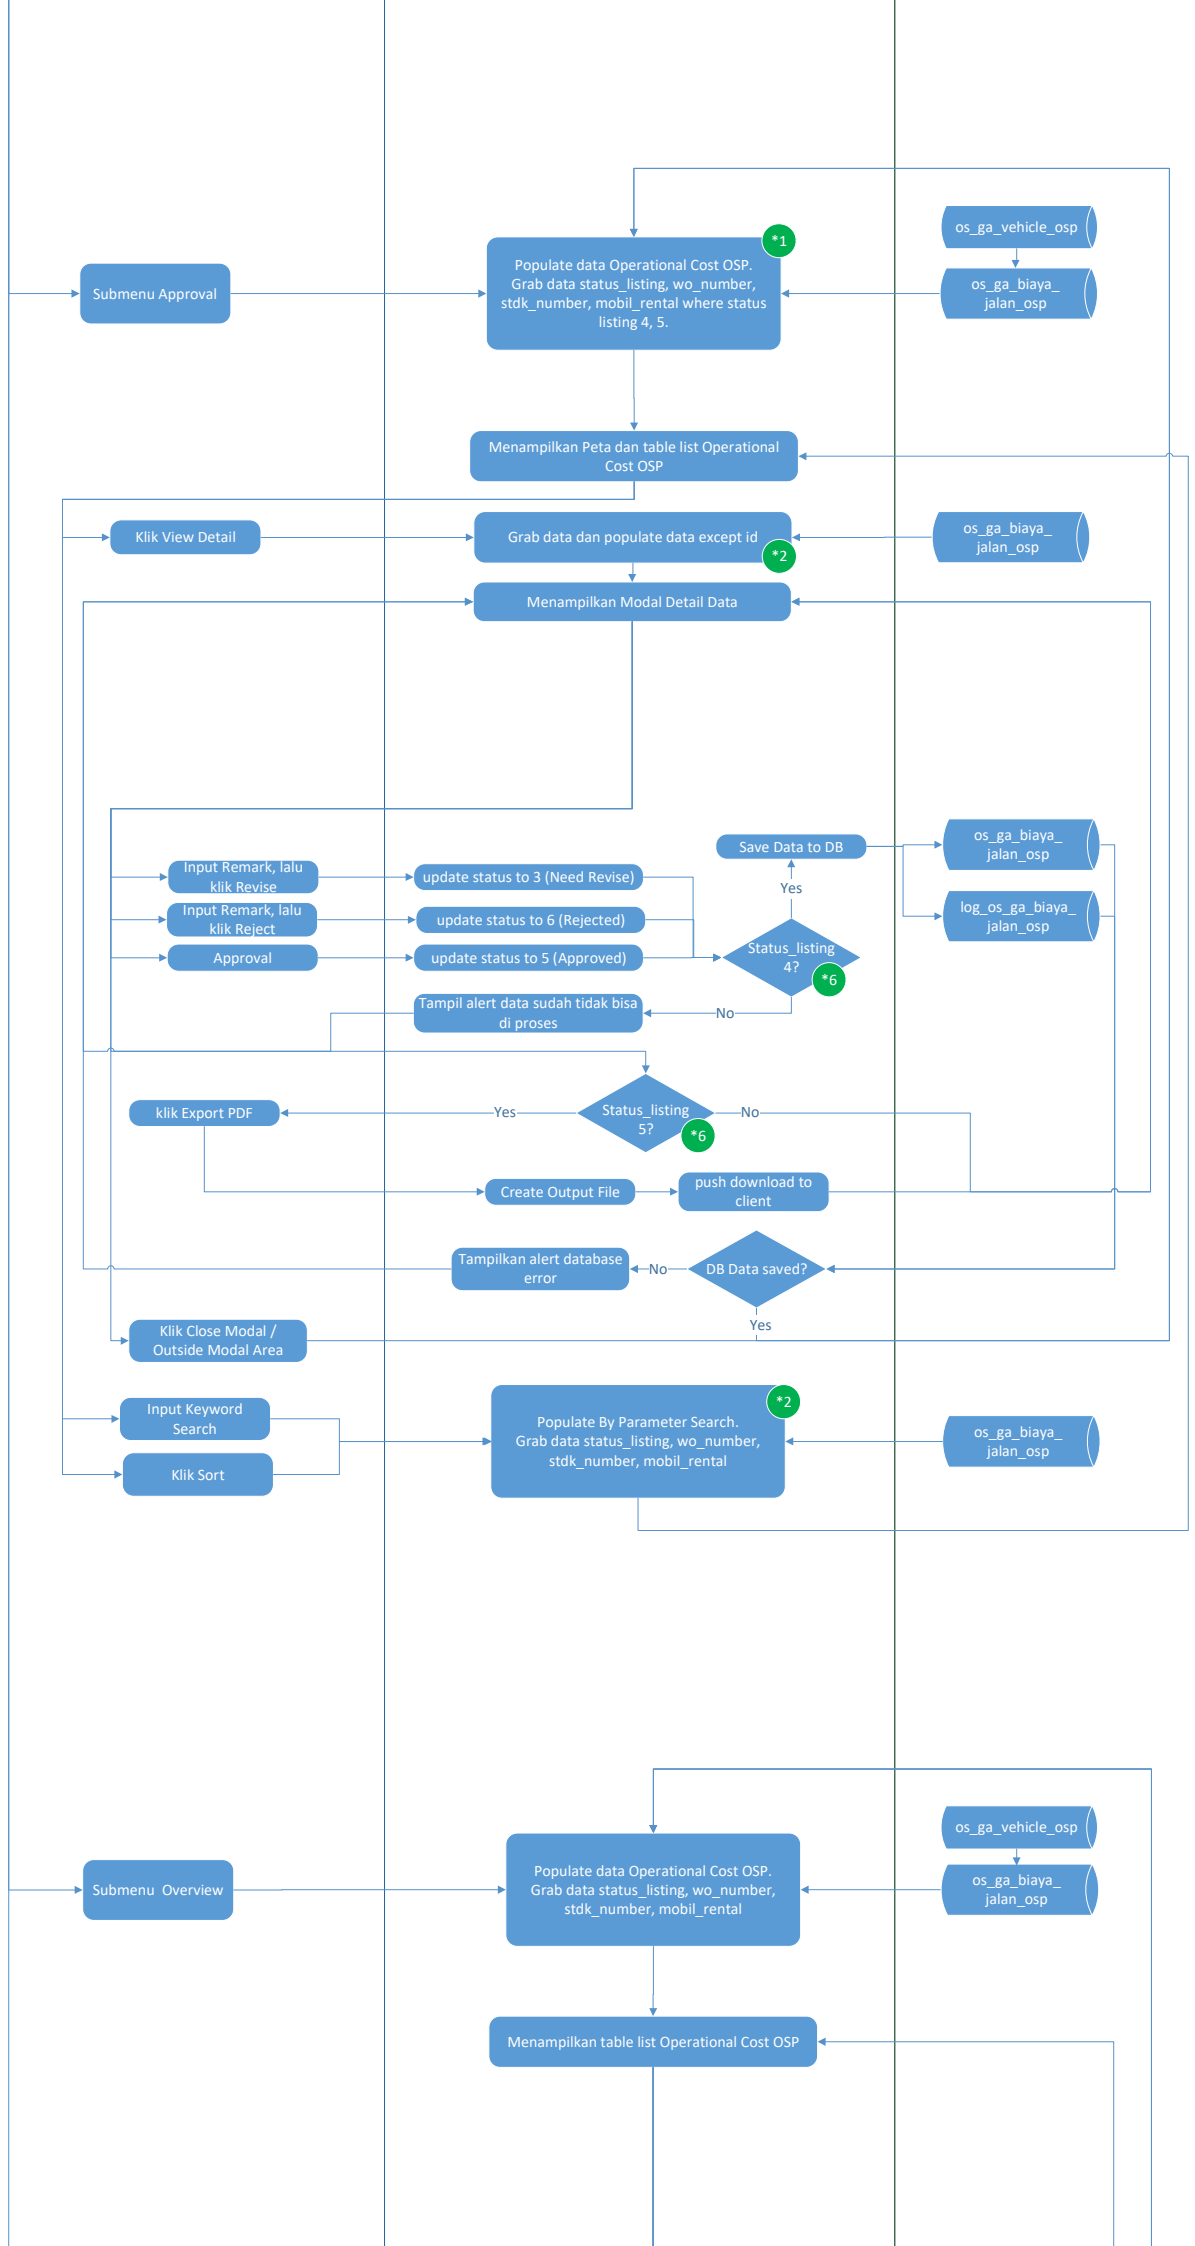 *1
os_ga_vehicle_osp
Submenu Approval
Populate data Operational Cost OSP.
Grab data status_listing, wo_number,
stdk_number, mobil_rental where status
listing 4, 5.
os_ga_biaya_
jalan_osp
Menampilkan Peta dan table list Operational
Cost OSP
Klik View Detail
Grab data dan populate data except id
*2
os_ga_biaya_
jalan_osp
Menampilkan Modal Detail Data
Save Data to DB
os_ga_biaya_
jalan_osp
Input Remark, lalu
klik Revise
update status to 3 (Need Revise)
Yes
Input Remark, lalu
klik Reject
update status to 6 (Rejected)
log_os_ga_biaya_
jalan_osp
Approval
update status to 5 (Approved)
Status_listing
4?
*6
Tampil alert data sudah tidak bisa
di proses
No
klik Export PDF
Yes
Status_listing
5?
*6
No
Create Output File
push download to
client
Tampilkan alert database
error
No
DB Data saved?
Yes
Klik Close Modal /
Outside Modal Area
*2
Input Keyword
Search
Populate By Parameter Search.
Grab data status_listing, wo_number,
stdk_number, mobil_rental
os_ga_biaya_
jalan_osp
Klik Sort
os_ga_vehicle_osp
Submenu  Overview
Populate data Operational Cost OSP.
Grab data status_listing, wo_number,
stdk_number, mobil_rental
os_ga_biaya_
jalan_osp
Menampilkan table list Operational Cost OSP